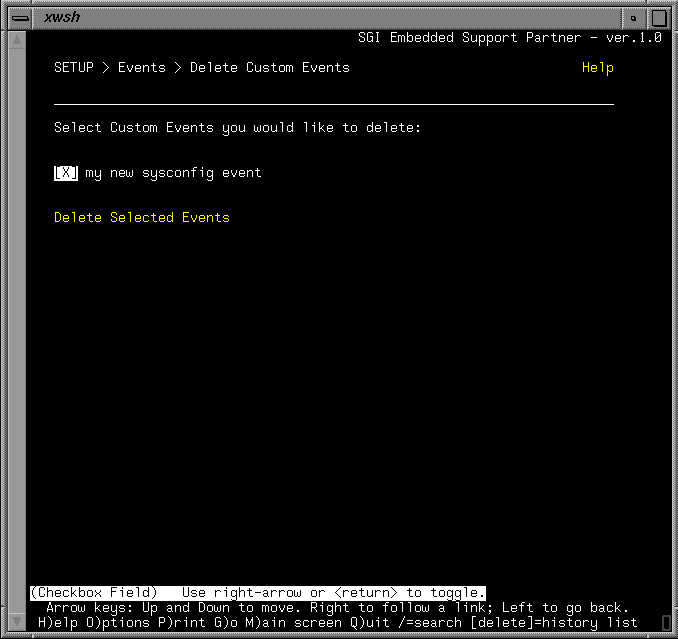 xwsh
SGI Embedded Support Partner - ver.1.0
SETUP > Events > Delete Custom Events Help
Select Custom Events you would like to delete:
[X] my new sysconfig event
Delete Selected Events
(Checkbox Field)   Use right-arrow or <return> to toggle.
Arrow keys: Up and Down to move. Right to follow a link; Left to go back.
H)elp O)ptions P)rint G)o M)ain screen Q)uit /=search [delete]=history list